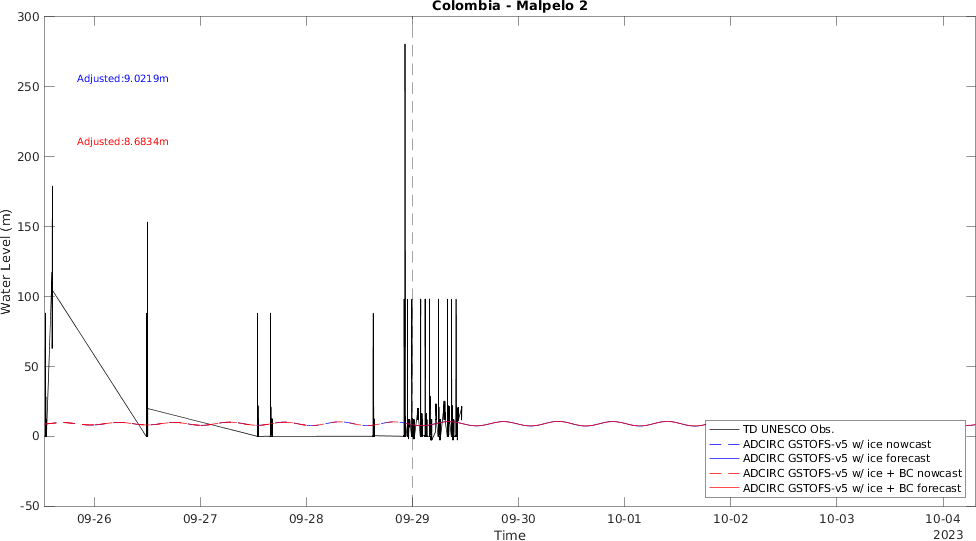 Colombia - Malpelo 2
300
250
200
150
100
50
0
-50
Water Level (m)
Adjusted:9.0219m
Adjusted:8.6834m
TD UNESCO Obs.
ADCIRC GSTOFS-v5 w/ ice nowcast
ADCIRC GSTOFS-v5 w/ ice forecast
ADCIRC GSTOFS-v5 w/ ice + BC nowcast
ADCIRC GSTOFS-v5 w/ ice + BC forecast
09-26 09-27 09-28 09-29 09-30 10-01 10-02 10-03 10-04
Time
2023